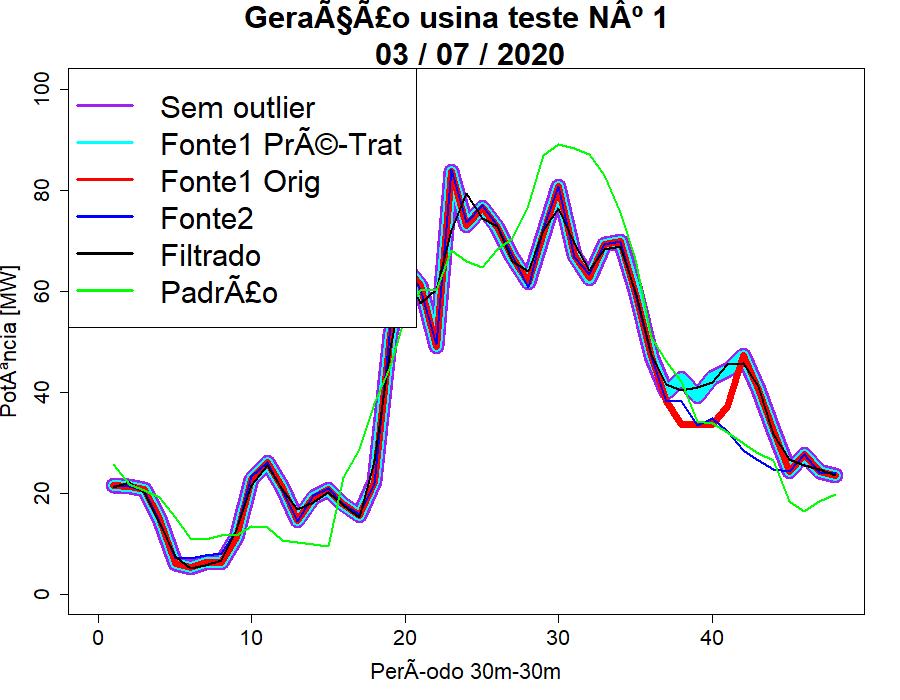 GeraÃ§Ã£o usina teste NÂº 1
03 / 07 / 2020
Sem outlier
Fonte1 PrÃ©-Trat
Fonte1 Orig
Fonte2
Filtrado
PadrÃ£o
PotÃªncia [MW]
100
80
60
40
20
0
0 10 20 30 40
PerÃ-odo 30m-30m